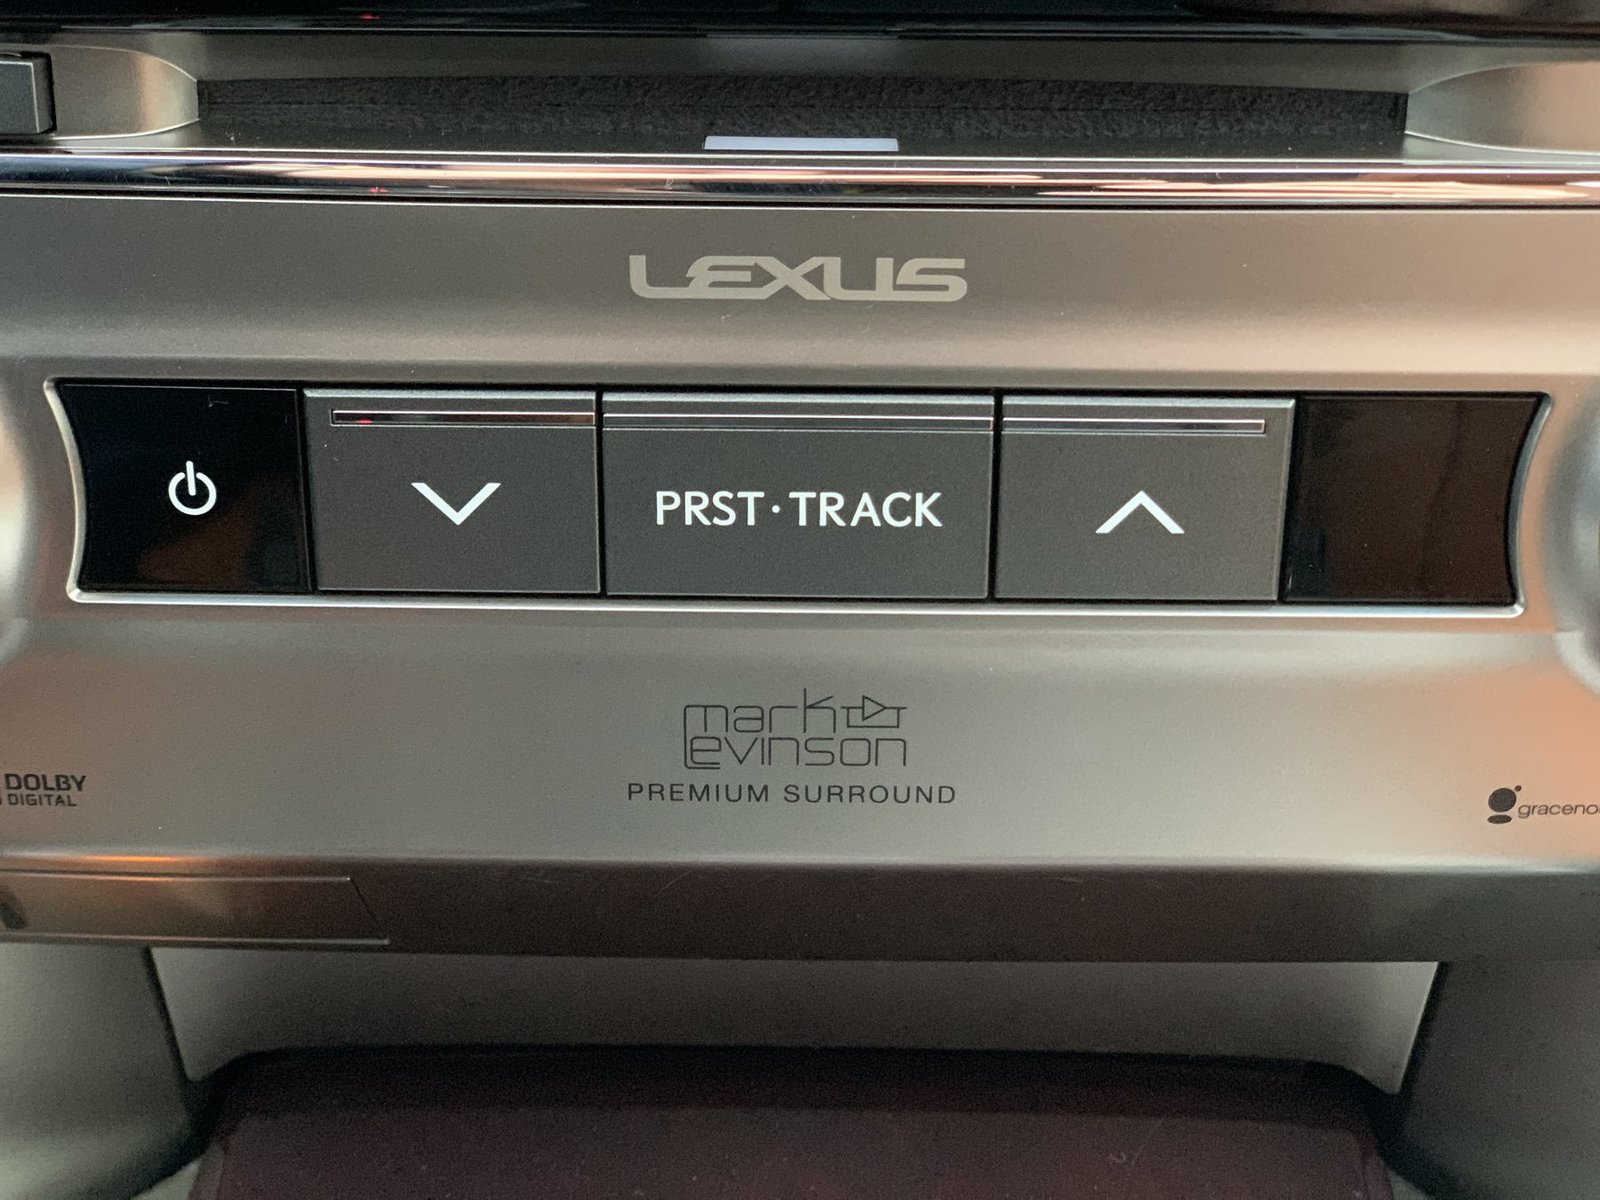 LEXUS
PRST·TRACK
mark
Levinson
PREMIUM SURROUND
DOLBY
DIGITAL